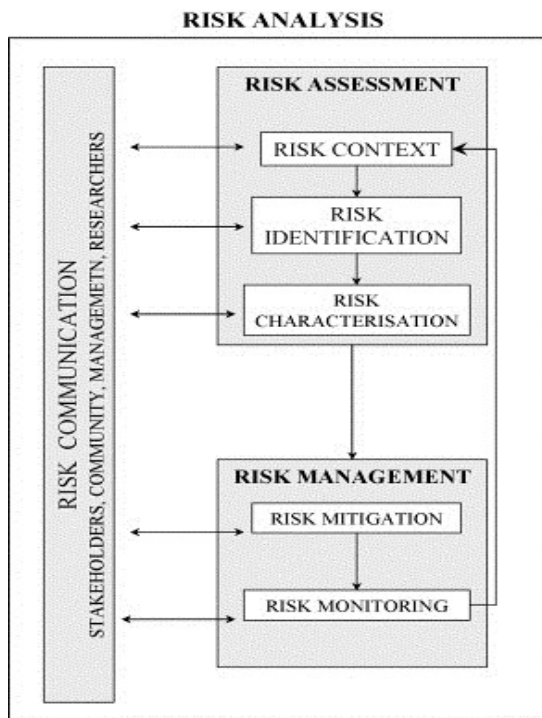 RISK ANALYSIS
RISK COMMUNICATION
STAKEHOLDERS, COMMUNITY, MANAGEMETN, RESEARCHERS
RISK ASSESSMENT
RISK CONTEXT
RISK
IDENTIFICATION
RISK
CHARACTERISATION
RISK MANAGEMENT
RISK MITIGATION
RISK MONITORING